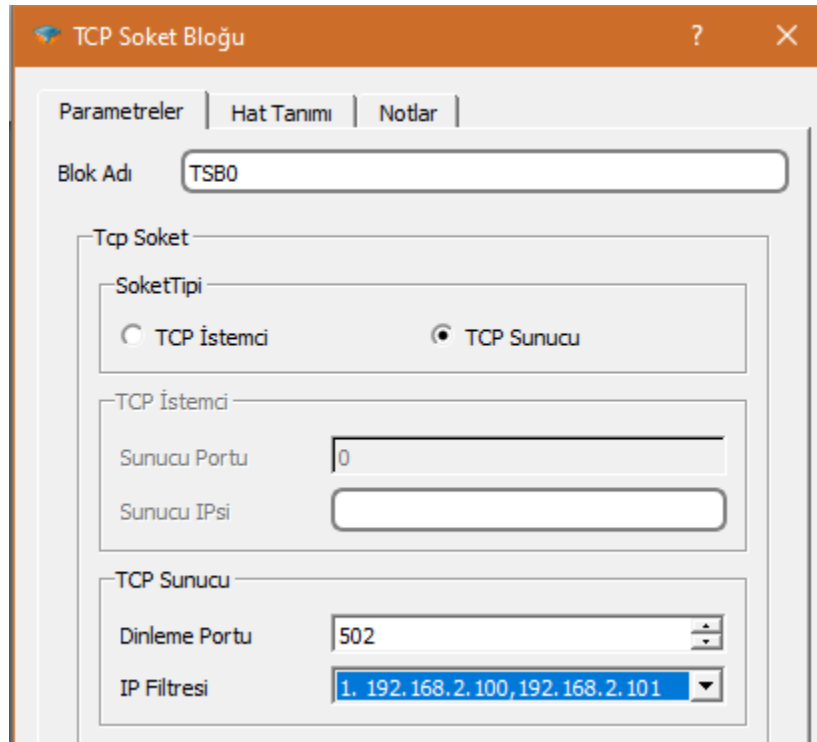 TCP Soket Bloğu ? ×
Parametreler Hat Tanımı Notlar
Blok Adı TSB0
Tcp Soket
SoketTipi
TCP İstemci TCP Sunucu
TCP İstemci
Sunucu Portu 0
Sunucu IPsi
TCP Sunucu
Dinleme Portu 502
IP Filtresi 1. 192.168.2.100,192.168.2.101